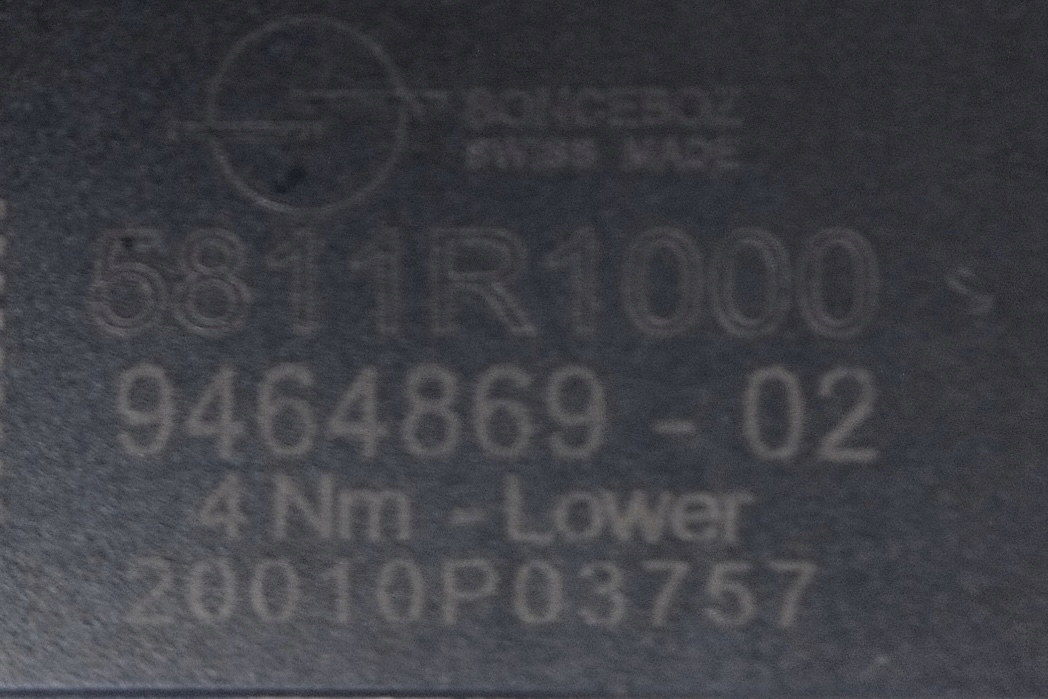 SONCEBOZ
SWISS MADE
5811R1000
9464869 - 02
4 Nm - Lower
20010P03757